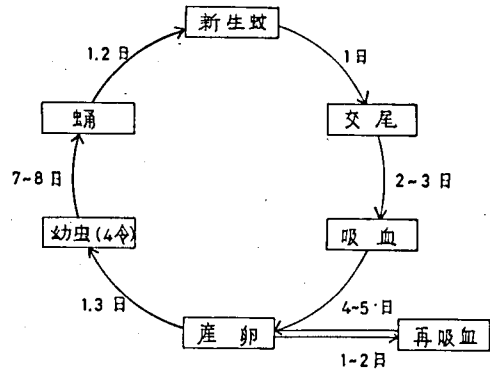 新生蚊
1.2日
1日
蛹
交尾
7~8日
2~3日
幼虫(4令)
吸血
1.3日
4~5日
産卵
再吸血
1~2日